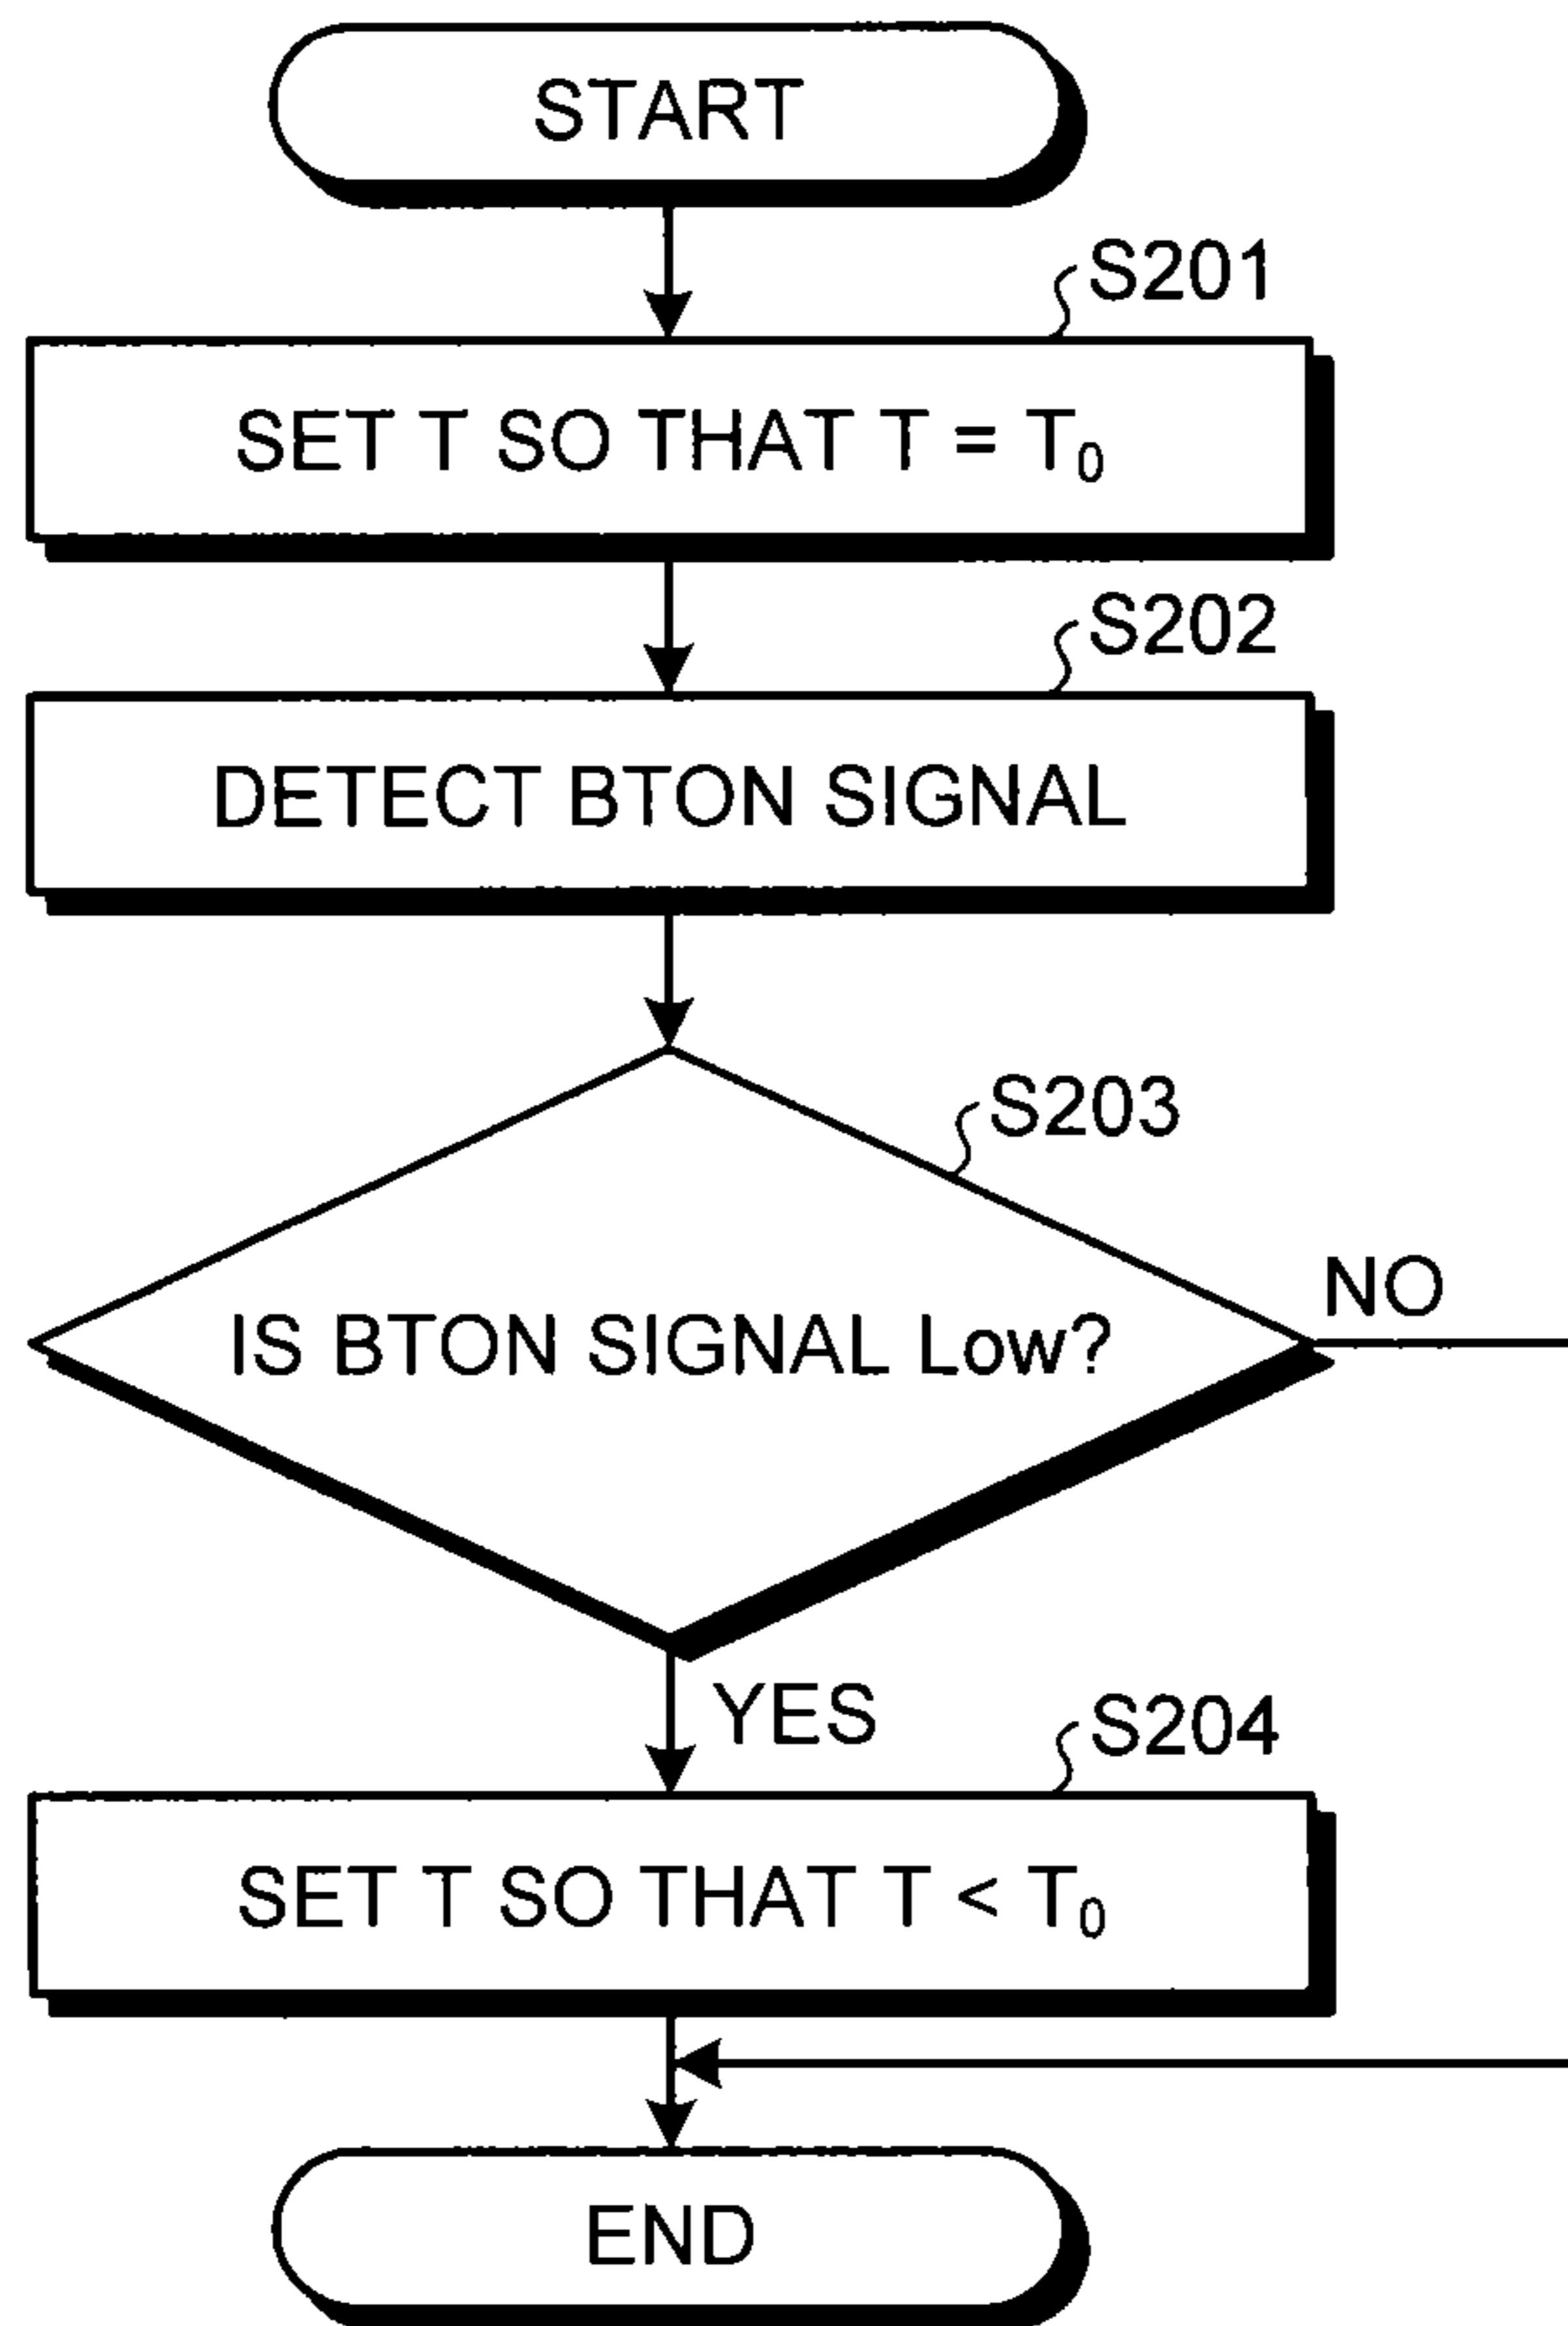 START
S201
SET T SO THAT T = T₀
S202
DETECT BTON SIGNAL
S203
IS BTON SIGNAL Low?
NO
YES
S204
SET T SO THAT T < T₀
END